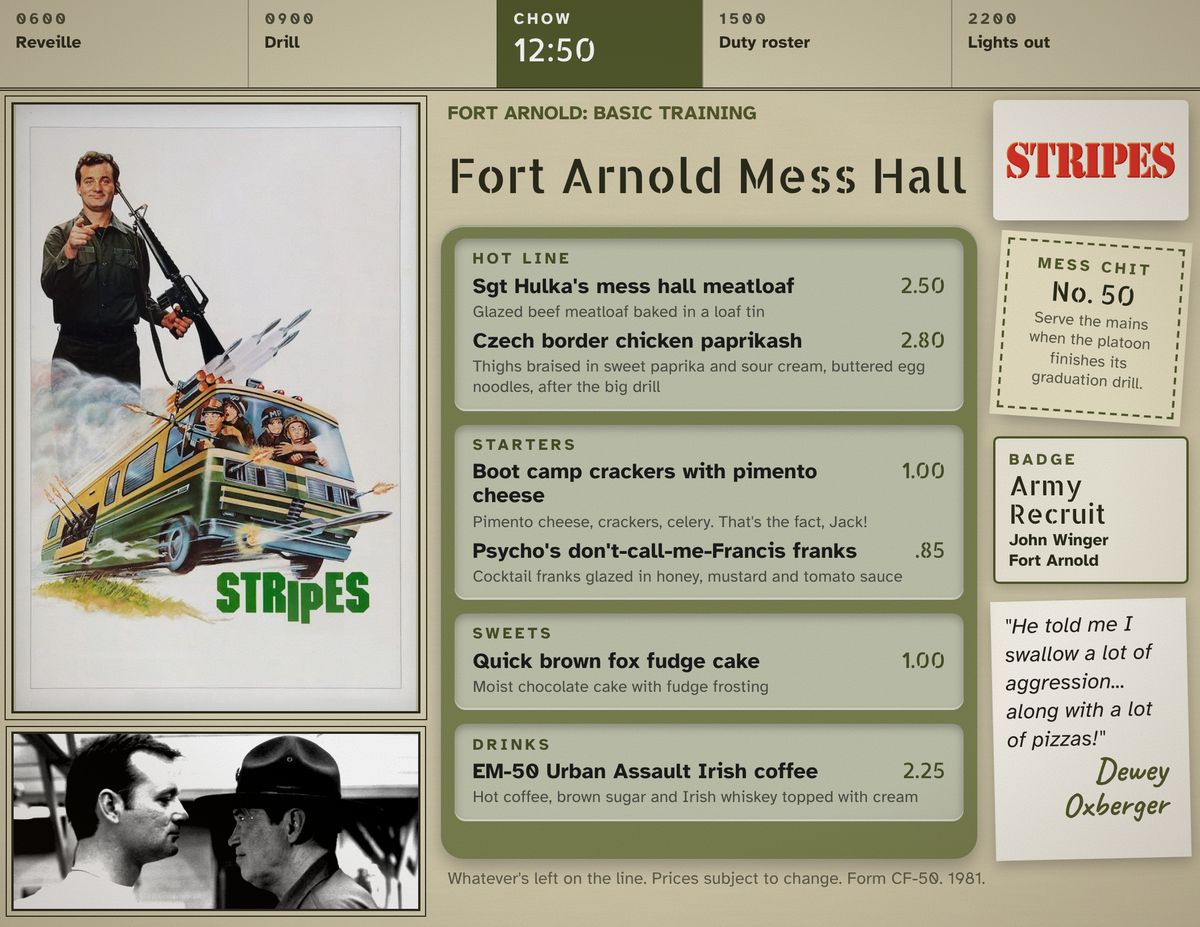 0600
Reveille
0900
Drill
CHOW
12:50
1500
Duty roster
2200
Lights out
MP
STRIPES
FORT ARNOLD: BASIC TRAINING
Fort Arnold Mess Hall
HOT LINE
Sgt Hulka's mess hall meatloaf 2.50
Glazed beef meatloaf baked in a loaf tin
Czech border chicken paprikash 2.80
Thighs braised in sweet paprika and sour cream, buttered egg
noodles, after the big drill
STARTERS
Boot camp crackers with pimento 1.00
cheese
Pimento cheese, crackers, celery. That's the fact, Jack!
Psycho's don't-call-me-Francis franks .85
Cocktail franks glazed in honey, mustard and tomato sauce
SWEETS
Quick brown fox fudge cake 1.00
Moist chocolate cake with fudge frosting
DRINKS
EM-50 Urban Assault Irish coffee 2.25
Hot coffee, brown sugar and Irish whiskey topped with cream
Whatever's left on the line. Prices subject to change. Form CF-50. 1981.
STRIPES
MESS CHIT
No. 50
Serve the mains
when the platoon
finishes its
graduation drill.
BADGE
Army
Recruit
John Winger
Fort Arnold
"He told me I
swallow a lot of
aggression...
along with a lot
of pizzas!"
Dewey
Oxberger